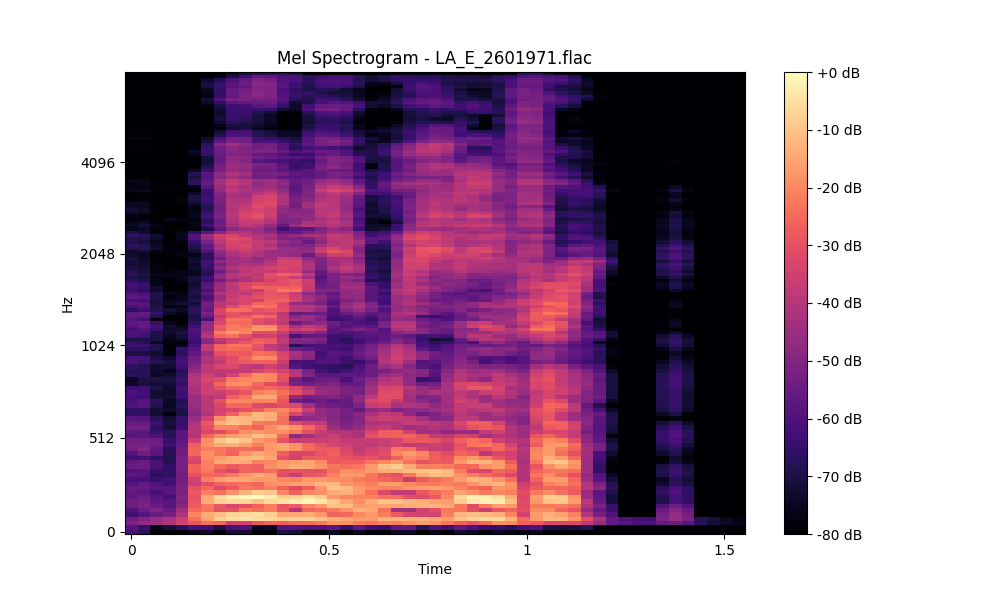 Mel Spectrogram - LA_E_2601971.flac
Hz
4096
2048
1024
512
0
0
0.5
1
1.5
Time
+0 dB
-10 dB
-20 dB
-30 dB
-40 dB
-50 dB
-60 dB
-70 dB
-80 dB